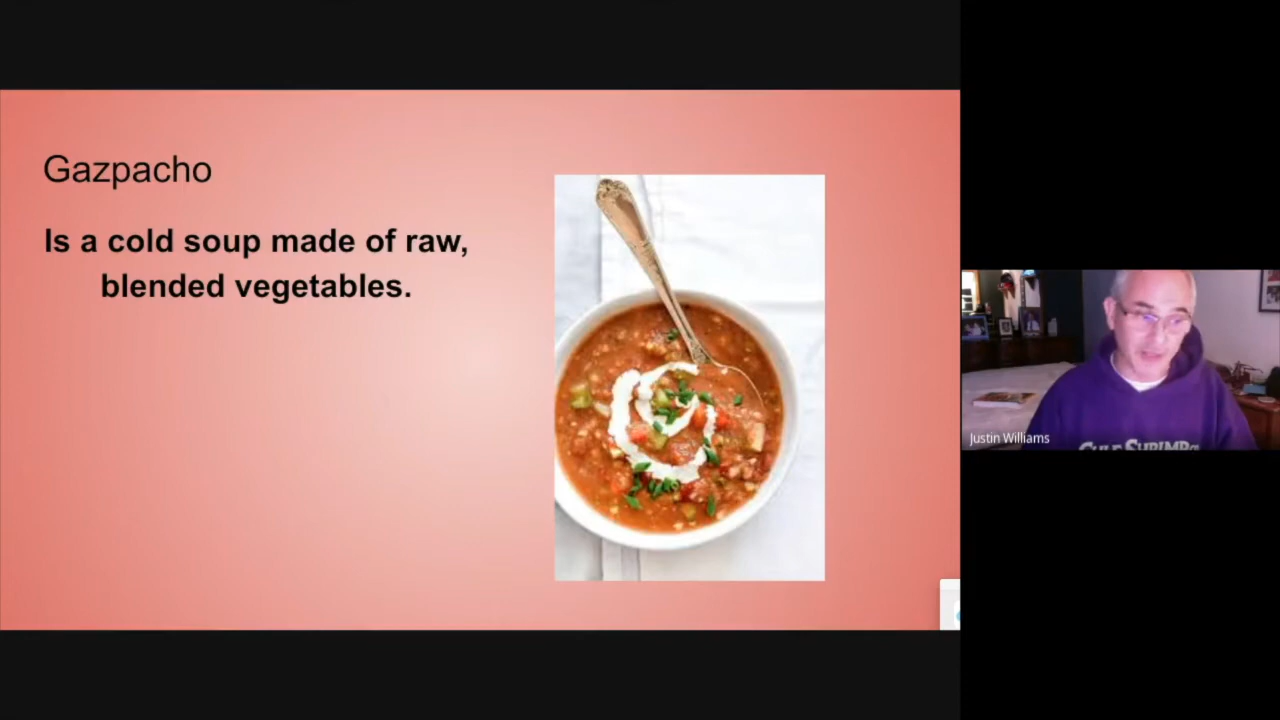 Gazpacho
Is a cold soup made of raw,
blended vegetables.
Justin Williams